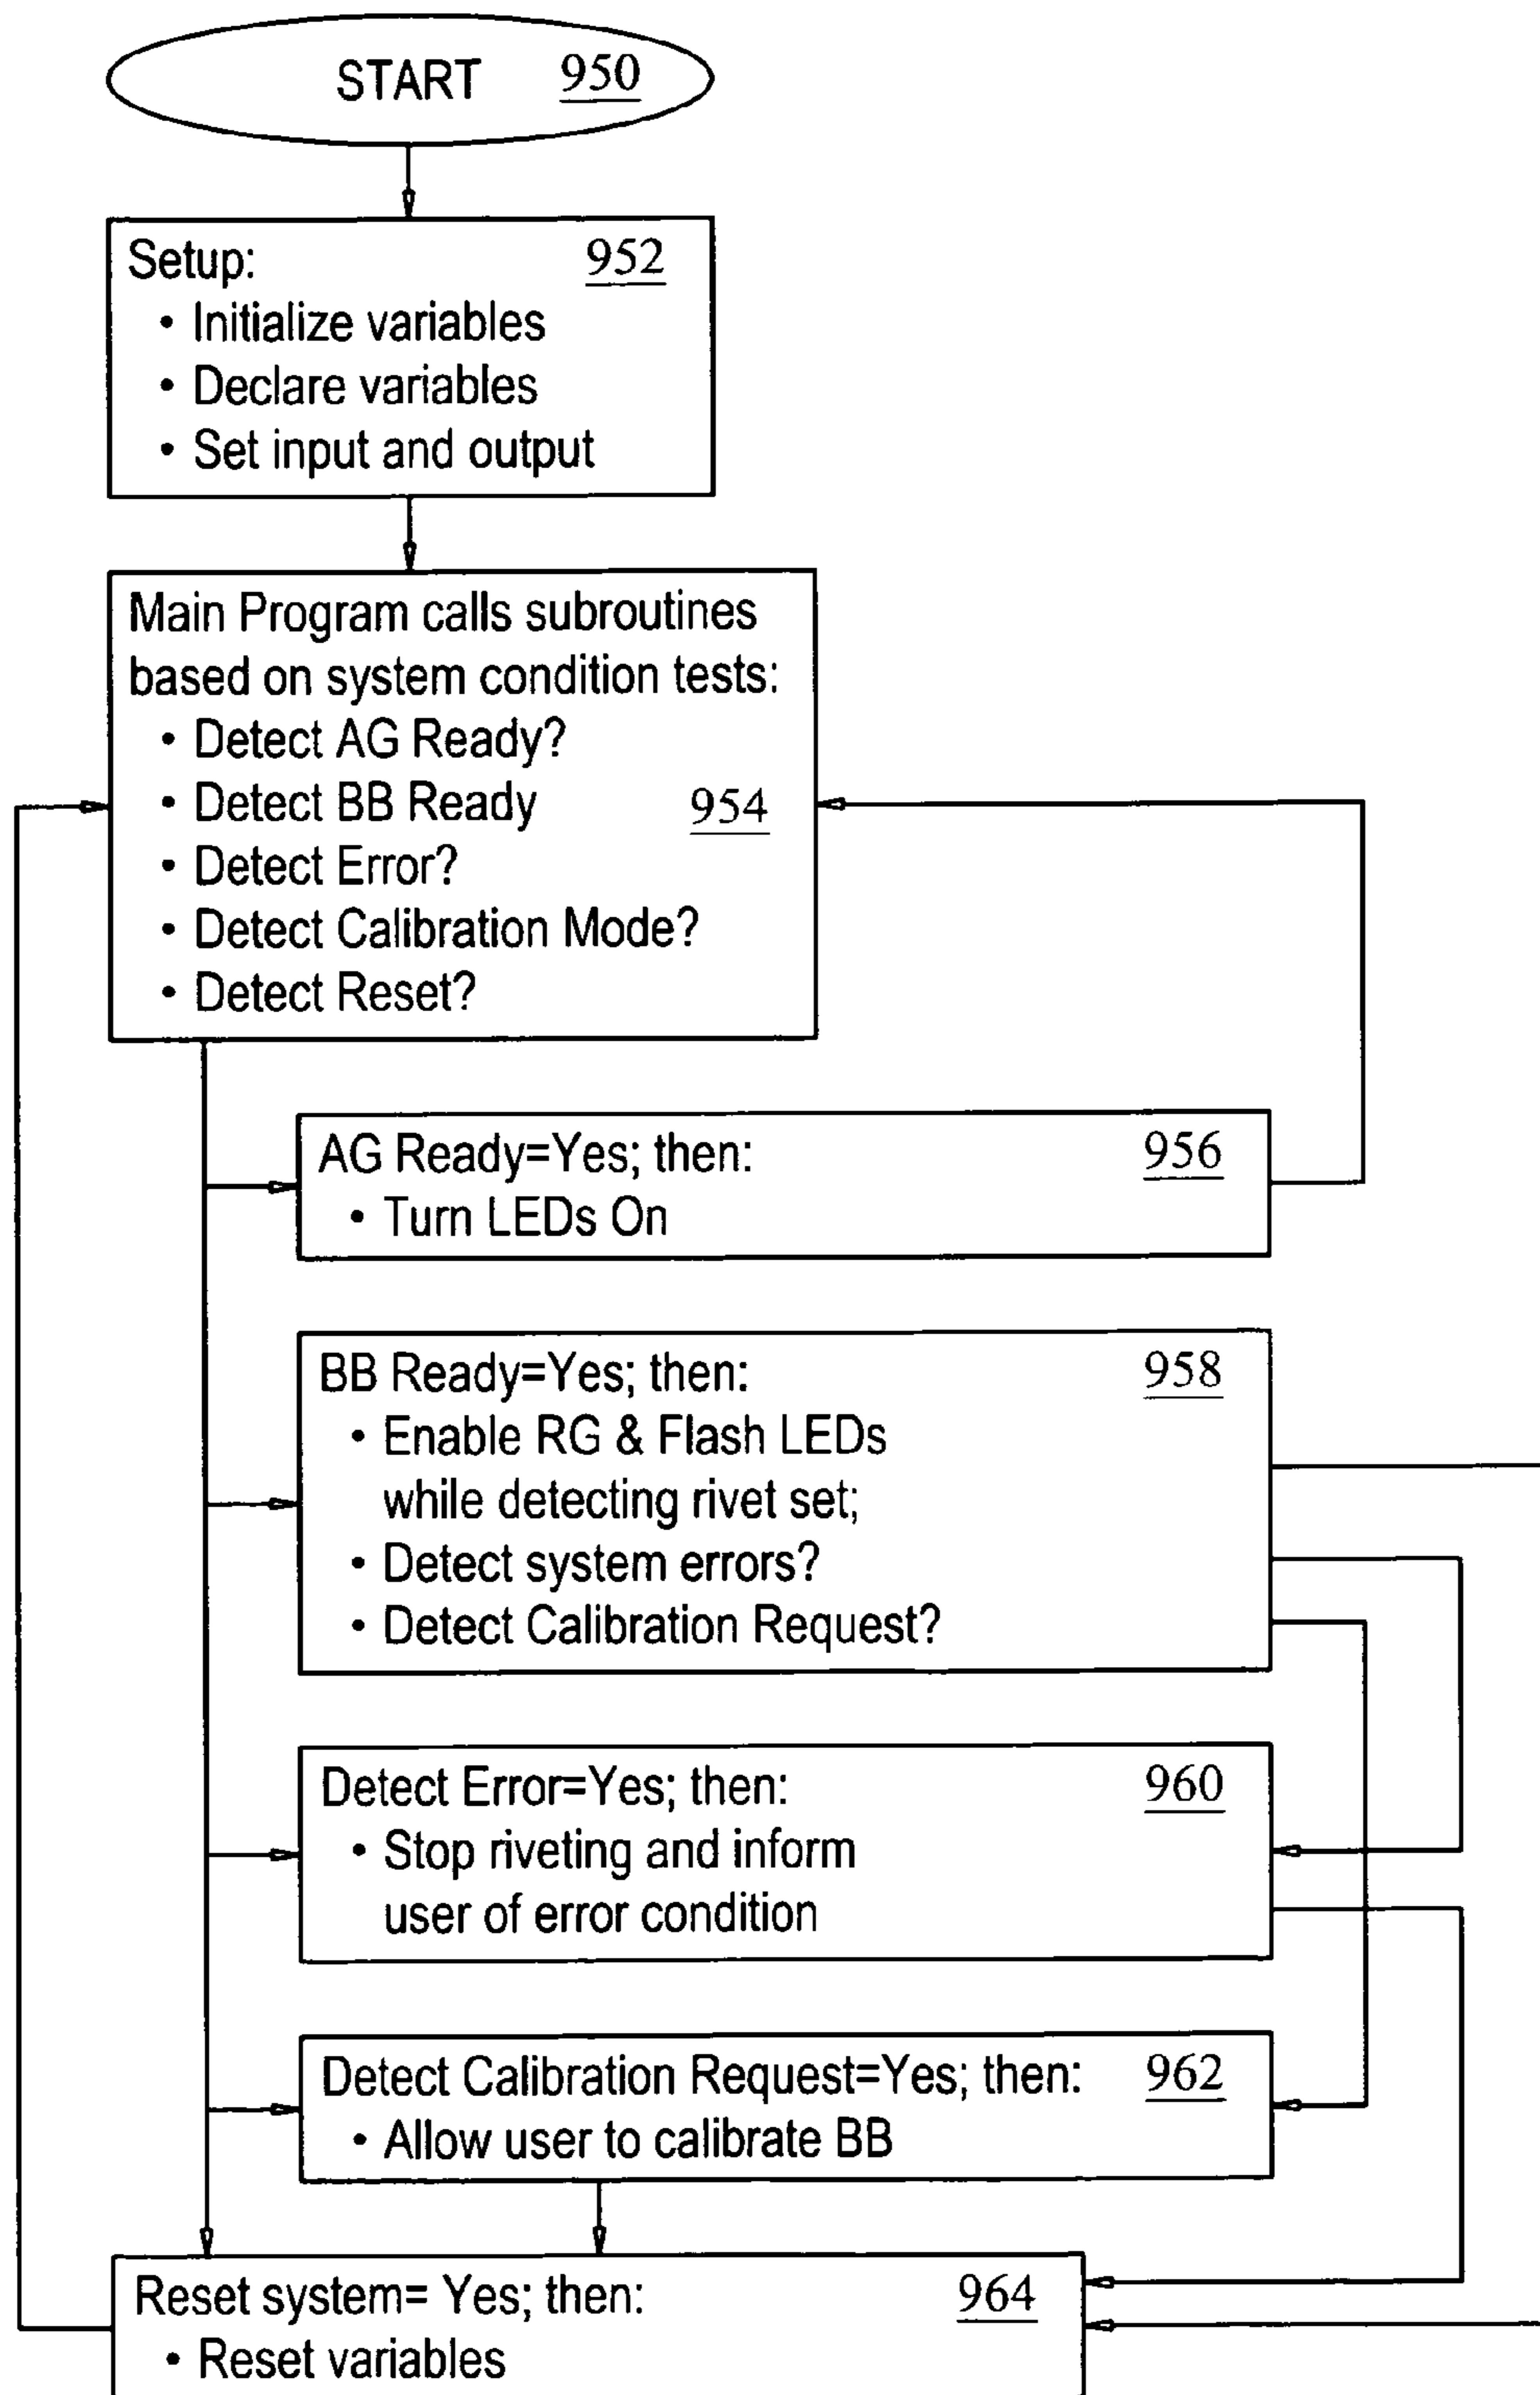 START 950
Setup: 952
• Initialize variables
• Declare variables
• Set input and output
Main Program calls subroutines
based on system condition tests:
• Detect AG Ready?
• Detect BB Ready 954
• Detect Error?
• Detect Calibration Mode?
• Detect Reset?
AG Ready=Yes; then: 956
• Turn LEDs On
BB Ready=Yes; then: 958
• Enable RG & Flash LEDs
while detecting rivet set;
• Detect system errors?
• Detect Calibration Request?
Detect Error=Yes; then: 960
• Stop riveting and inform
user of error condition
Detect Calibration Request=Yes; then: 962
• Allow user to calibrate BB
Reset system= Yes; then: 964
• Reset variables